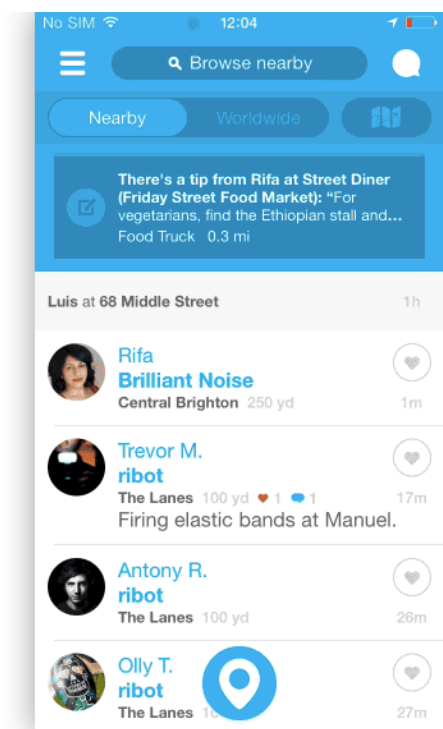 No SIM 12:04
Browse nearby
Nearby Worldwide
There's a tip from Rifa at Street Diner
(Friday Street Food Market): “For
vegetarians, find the Ethiopian stall and...
Food Truck 0.3 mi
Luis at 68 Middle Street 1h
Rifa
Brilliant Noise
Central Brighton 250 yd 1m
Trevor M.
ribot
The Lanes 100 yd 1 1 17m
Firing elastic bands at Manuel.
Antony R.
ribot
The Lanes 100 yd 26m
Olly T.
ribot
The Lanes 27m